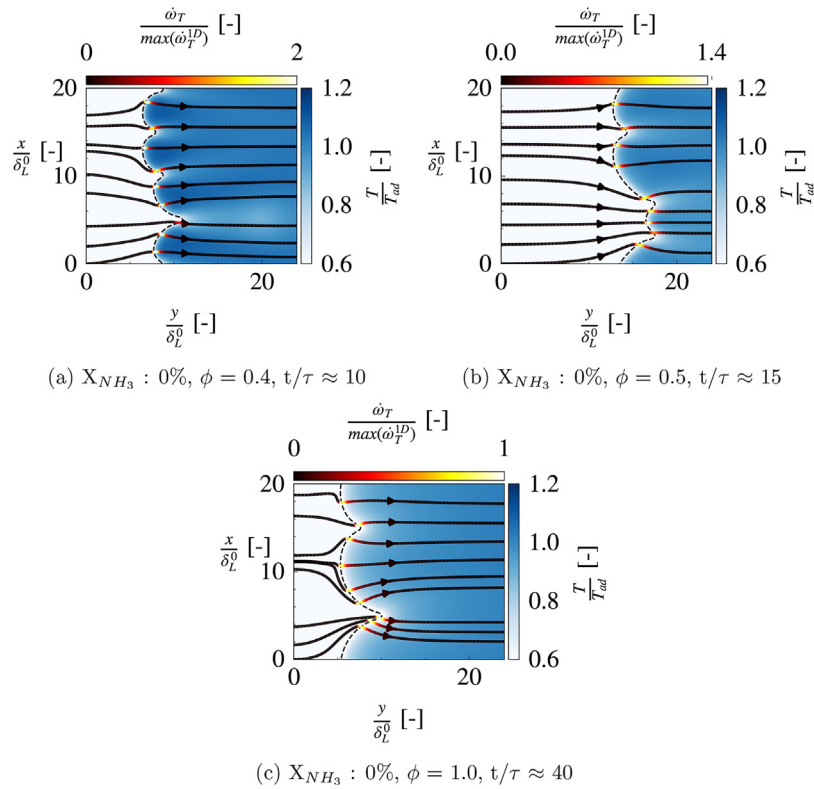 ω̇_T / max(ω̇_T^1D) [-]
0 2
20
10
0
x/δ_L^0 [-]
0 20
y/δ_L^0 [-]
1.2
1.0
0.8
0.6
T/T_ad [-]
(a) X_NH₃ : 0%, ϕ = 0.4, t/τ ≈ 10
ω̇_T / max(ω̇_T^1D) [-]
0.0 1.4
20
10
0
x/δ_L^0 [-]
0 20
y/δ_L^0 [-]
1.2
1.0
0.8
0.6
T/T_ad [-]
(b) X_NH₃ : 0%, ϕ = 0.5, t/τ ≈ 15
ω̇_T / max(ω̇_T^1D) [-]
0 1
20
10
0
x/δ_L^0 [-]
0 20
y/δ_L^0 [-]
1.2
1.0
0.8
0.6
T/T_ad [-]
(c) X_NH₃ : 0%, ϕ = 1.0, t/τ ≈ 40